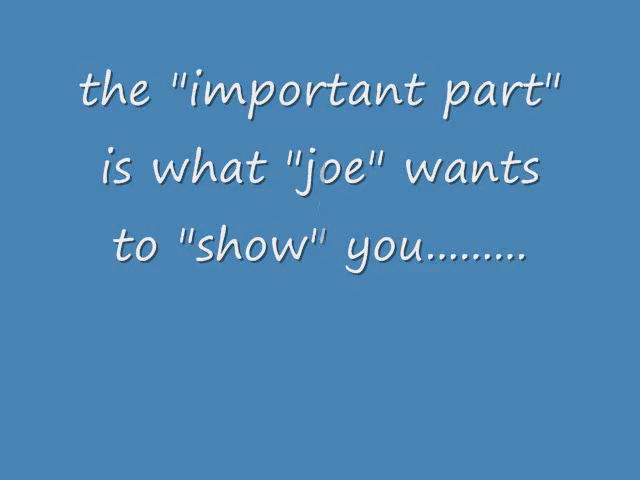 the "important part"
is what "joe" wants
to "show" you.........